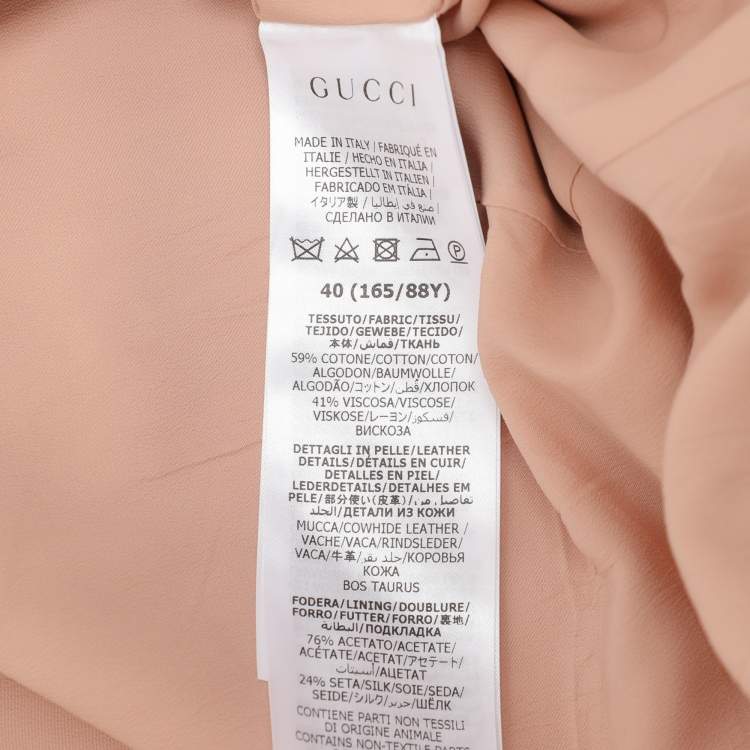 GUCCI
MADE IN ITALY / FABRIQUÉ EN
ITALIE / HECHO EN ITALIA /
HERGESTELLT IN ITALIEN /
FABRICADO EM ITÁLIA /
イタリア製 / صنع في إيطاليا /
СДЕЛАНО В ИТАЛИИ
P
40 (165/88Y)
TESSUTO/FABRIC/TISSU/
TEJIDO/GEWEBE/TECIDO/
本体/قماش/ТКАНЬ
59% COTONE/COTTON/COTON/
ALGODON/BAUMWOLLE/
ALGODÃO/コットン/قطن/ХЛОПОК
41% VISCOSA/VISCOSE/
VISKOSE/レーヨン/فسكوز/
ВИСКОЗА
DETTAGLI IN PELLE/LEATHER
DETAILS/DÉTAILS EN CUIR/
DETALLES EN PIEL/
LEDERDETAILS/DETALHES EM
PELE/部分使い(皮革)/تفاصيل من
الجلد/ДЕТАЛИ ИЗ КОЖИ
MUCCA/COWHIDE LEATHER /
VACHE/VACA/RINDSLEDER/
VACA/牛革/جلد بقر/КОРОВЬЯ
КОЖА
BOS TAURUS
FODERA/LINING/DOUBLURE/
FORRO/FUTTER/FORRO/裏地/
البطانة/ПОДКЛАДКА
76% ACETATO/ACETATE/
ACÉTATE/ACETAT/アセテート/
أسيتات/АЦЕТАТ
24% SETA/SILK/SOIE/SEDA/
SEIDE/シルク/حرير/ШЁЛК
CONTIENE PARTI NON TESSILI
DI ORIGINE ANIMALE
CONTAINS NON-TEXTILE PARTS